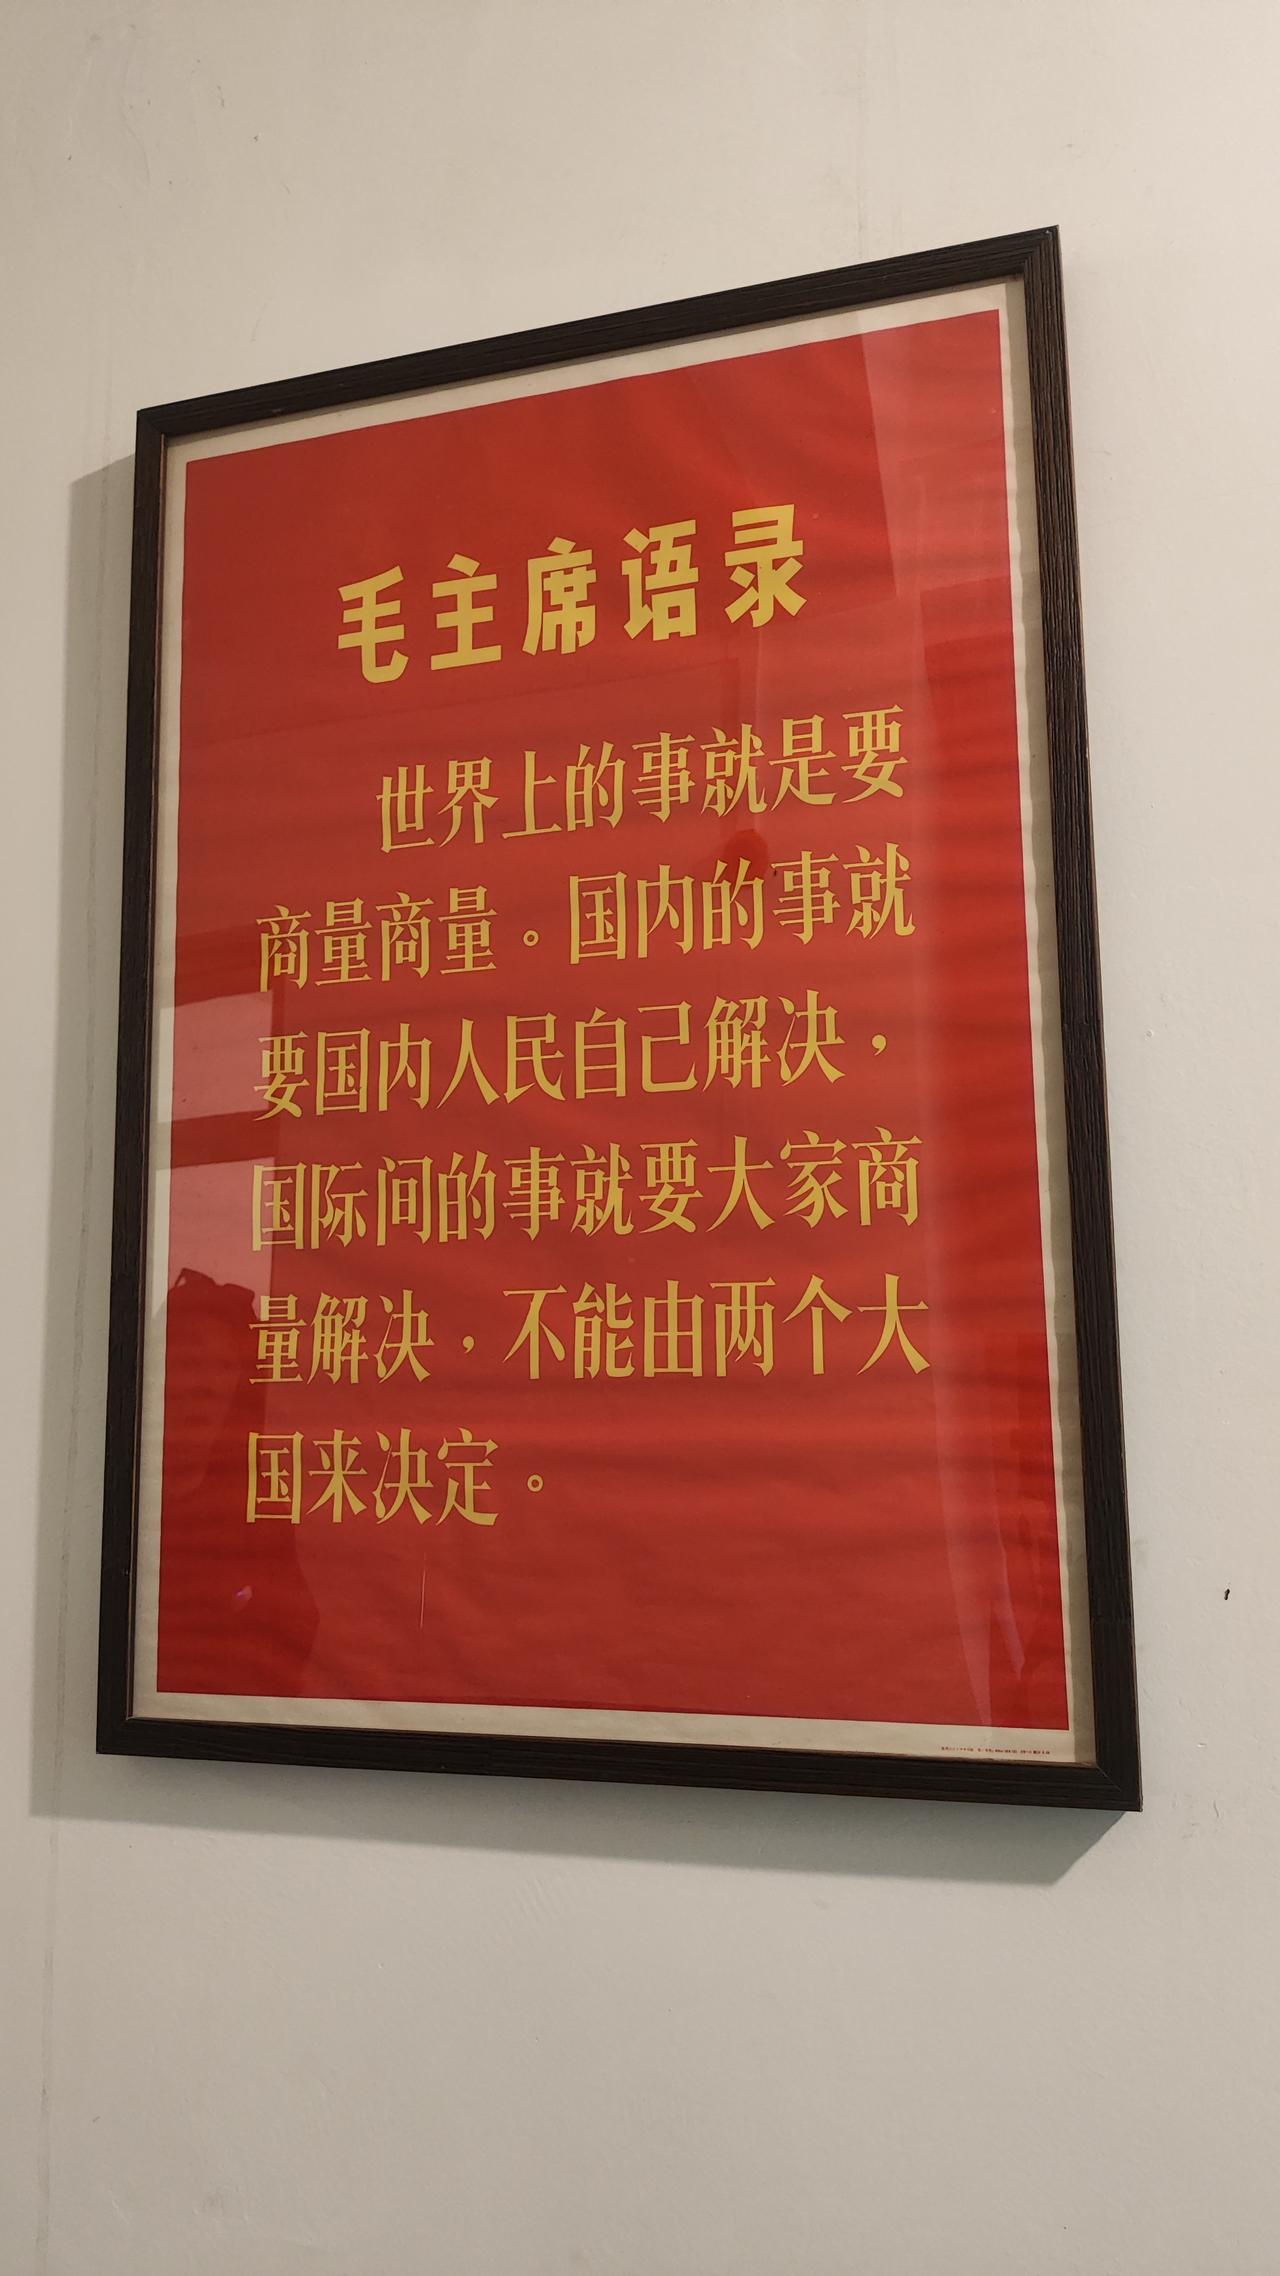 毛主席语录
世界上的事就是要
商量商量。国内的事就
要国内人民自己解决，
国际间的事就要大家商
量解决，不能由两个大
国来决定。